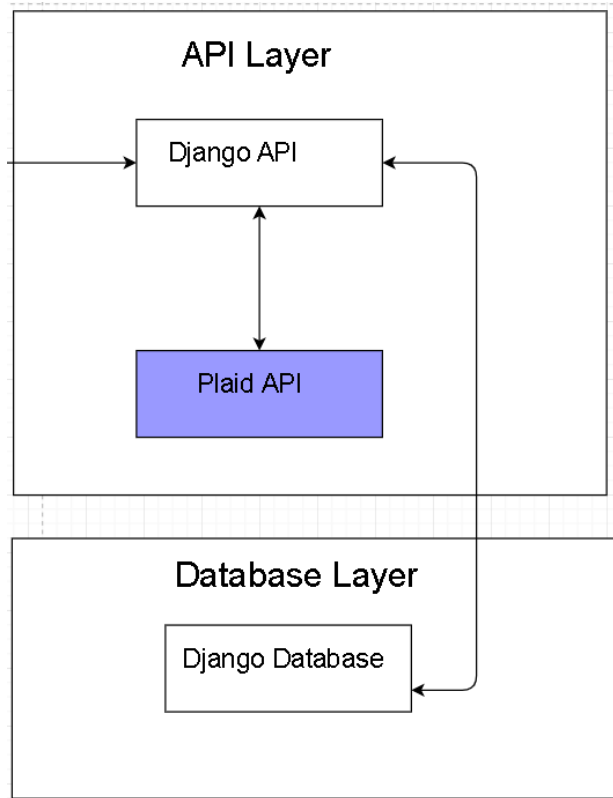 API Layer
Django API
Plaid API
Database Layer
Django Database